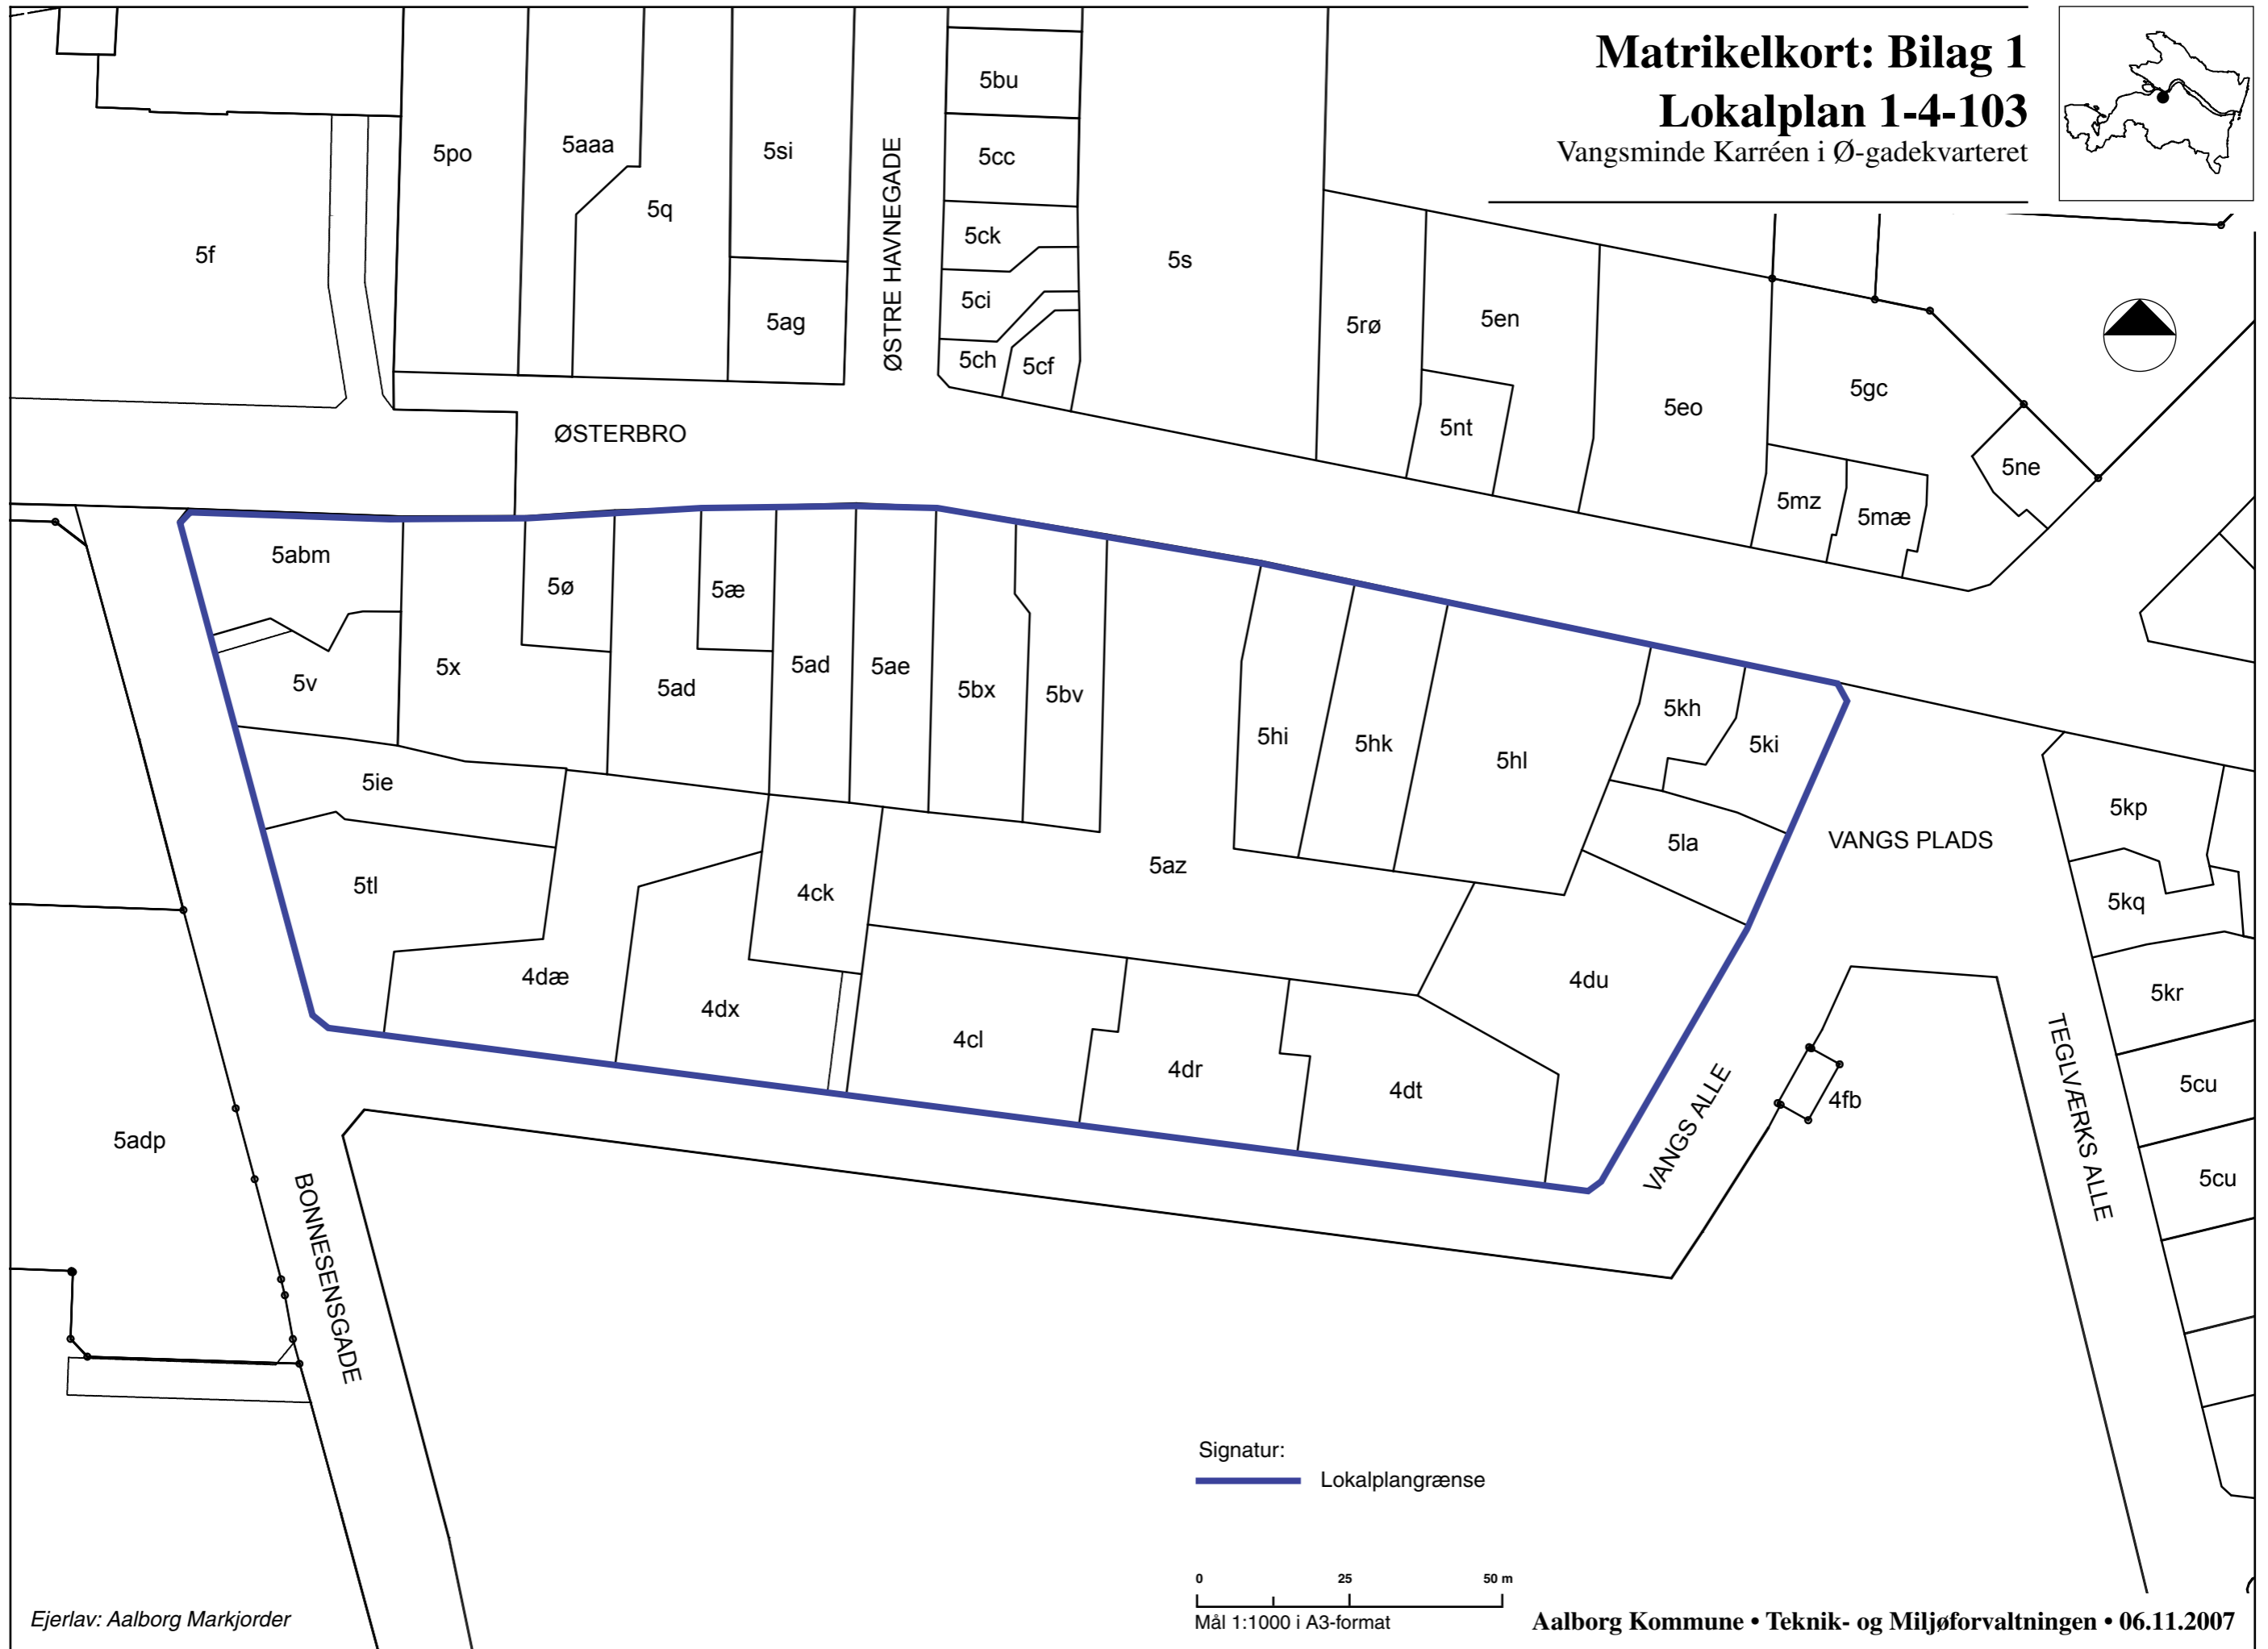 Matrikelkort: Bilag 1
Lokalplan 1-4-103
Vangsminde Karréen i Ø-gadekvarteret
5bu
5cc
5po
5aaa
5si
5q
5f
5ck
5s
5ci
5ag
5ch
5cf
ØSTRE HAVNEGADE
5rø
5en
5nt
5eo
5gc
5ne
5mz
5mæ
ØSTERBRO
5abm
5ø
5æ
5v
5x
5ad
5ad
5ae
5bx
5bv
5hi
5hk
5hl
5kh
5ki
5ie
5la
VANGS PLADS
5kp
5tl
4ck
5az
5kq
4dæ
4dx
4du
5kr
4cl
4dr
4dt
VANGS ALLE
4fb
TEGLVÆRKS ALLE
5cu
5cu
5adp
BONNESENSGADE
Signatur:
Lokalplangrænse
0 25 50 m
Mål 1:1000 i A3-format
Ejerlav: Aalborg Markjorder
Aalborg Kommune • Teknik- og Miljøforvaltningen • 06.11.2007